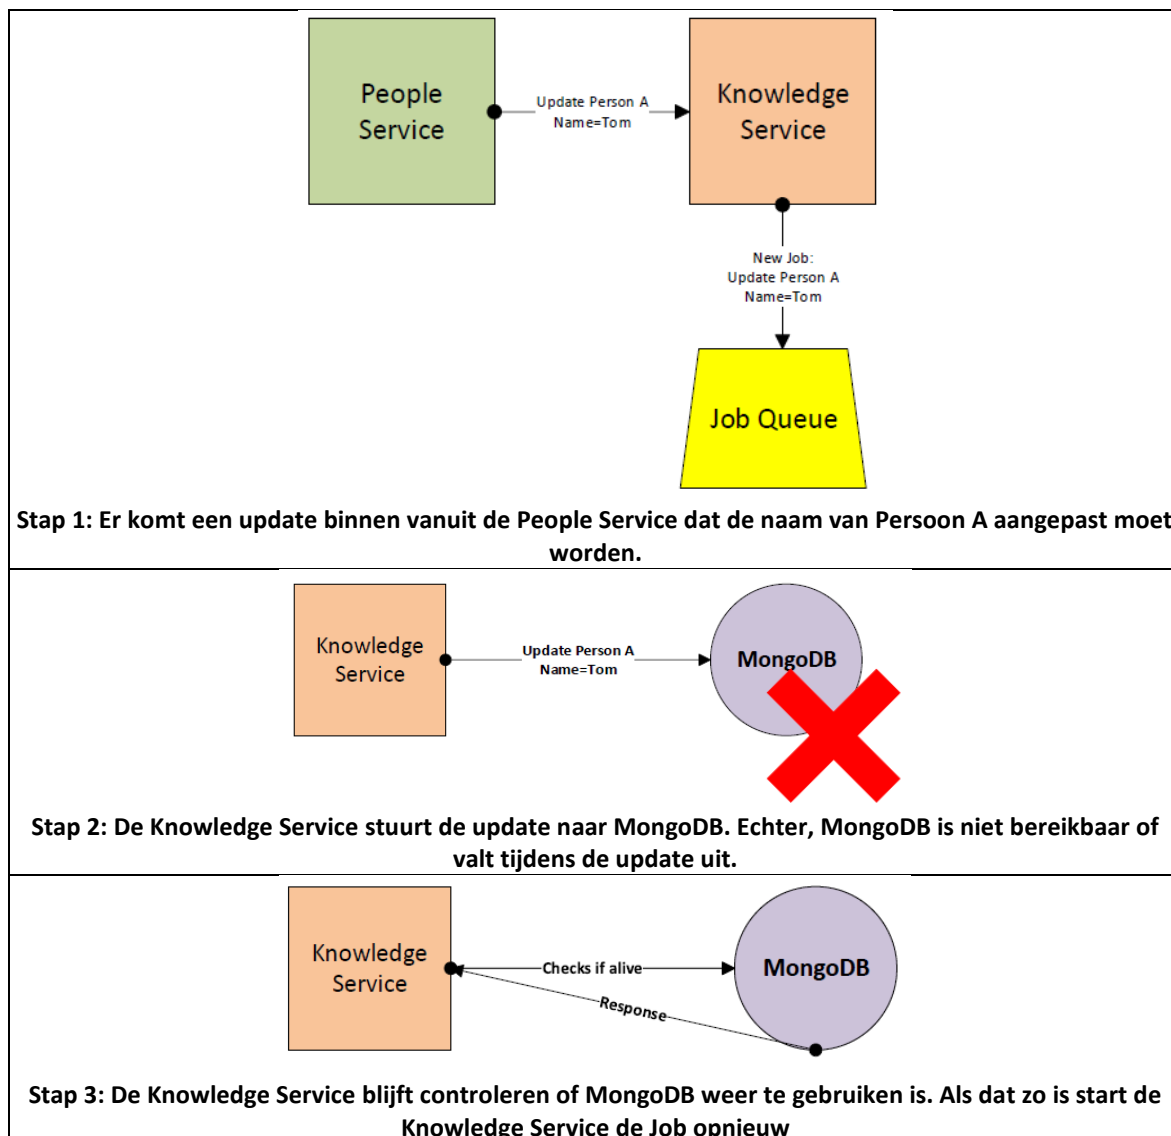 People
Service
Update Person A
Name=Tom
Knowledge
Service
New Job:
Update Person A
Name=Tom
Job Queue
Stap 1: Er komt een update binnen vanuit de People Service dat de naam van Persoon A aangepast moet
worden.
Knowledge
Service
Update Person A
Name=Tom
MongoDB
Stap 2: De Knowledge Service stuurt de update naar MongoDB. Echter, MongoDB is niet bereikbaar of
valt tijdens de update uit.
Knowledge
Service
Checks if alive
Response
MongoDB
Stap 3: De Knowledge Service blijft controleren of MongoDB weer te gebruiken is. Als dat zo is start de
Knowledge Service de Job opnieuw